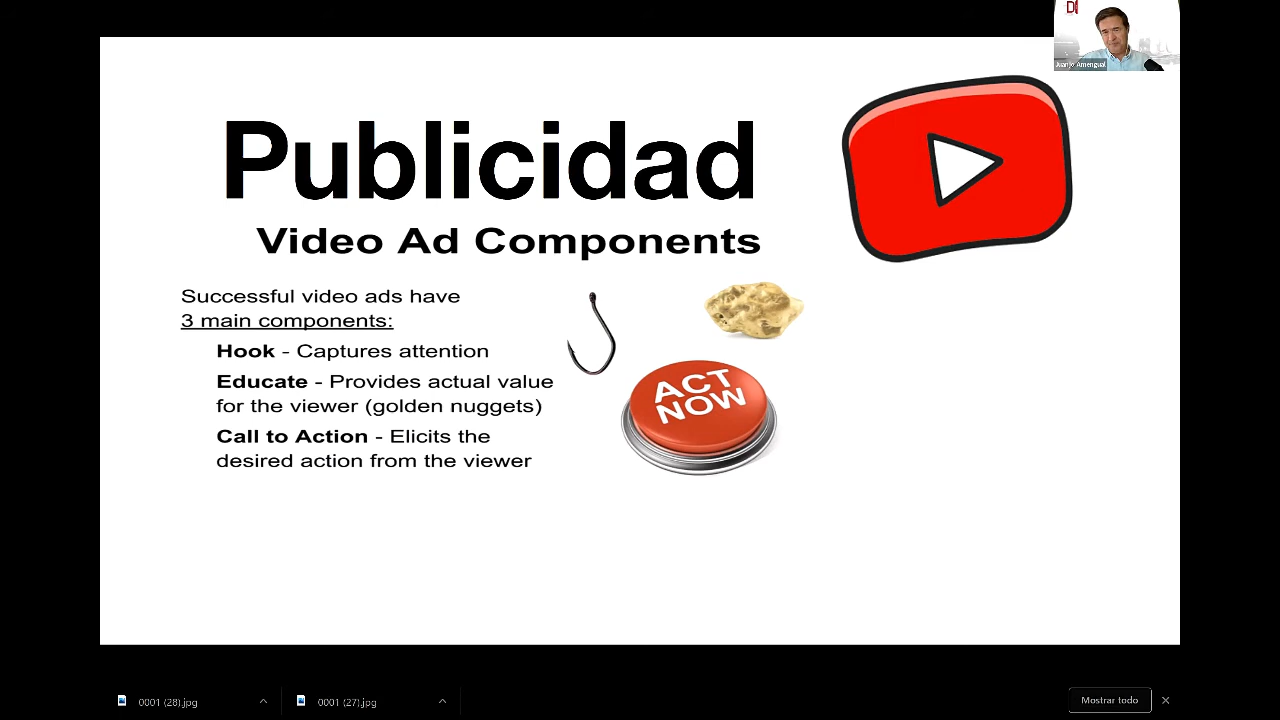 Juanjo Amengual
Publicidad
Video Ad Components
Successful video ads have
3 main components:
Hook - Captures attention
Educate - Provides actual value
for the viewer (golden nuggets)
Call to Action - Elicits the
desired action from the viewer
ACT
NOW
0001 (28).jpg
0001 (27).jpg
Mostrar todo